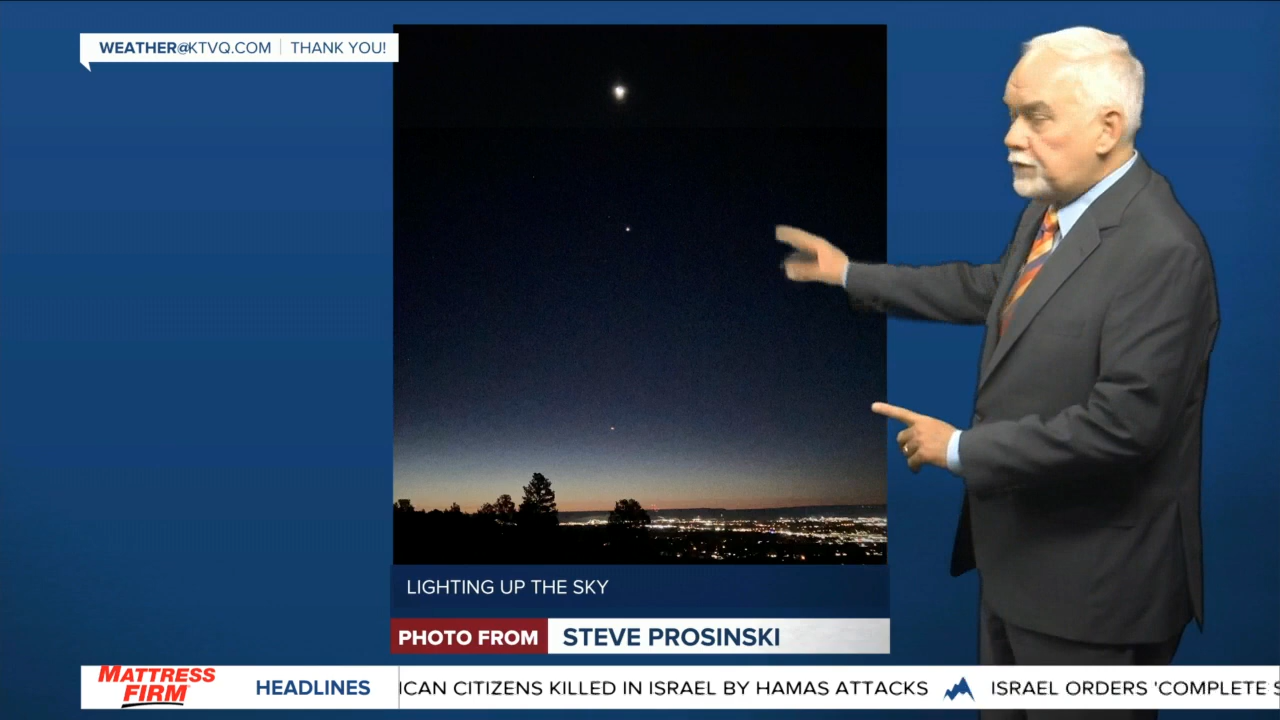 WEATHER@KTVQ.COM | THANK YOU!
LIGHTING UP THE SKY
PHOTO FROM STEVE PROSINSKI
MATTRESS FIRM HEADLINES ICAN CITIZENS KILLED IN ISRAEL BY HAMAS ATTACKS ISRAEL ORDERS 'COMPLETE